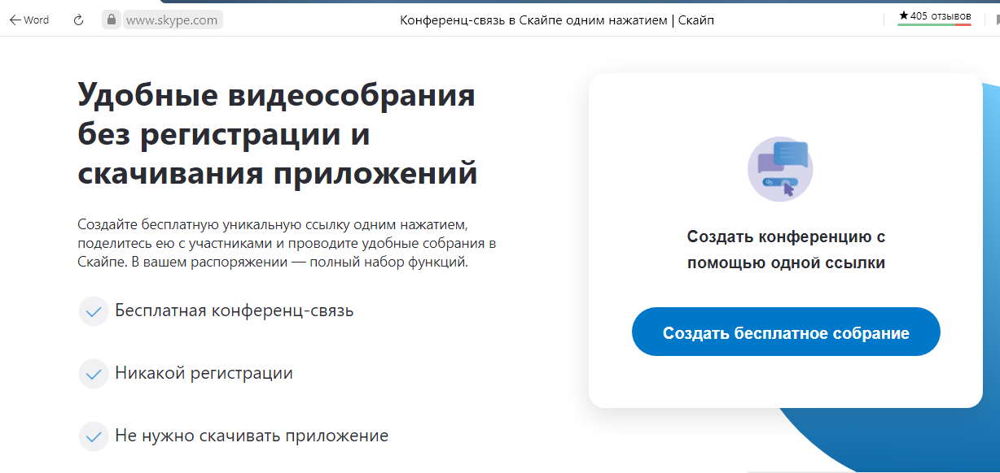 Word
www.skype.com
Конференц-связь в Скайпе одним нажатием | Скайп
★405 отзывов
Удобные видеособрания
без регистрации и
скачивания приложений
Создайте бесплатную уникальную ссылку одним нажатием,
поделитесь ею с участниками и проводите удобные собрания в
Скайпе. В вашем распоряжении — полный набор функций.
Бесплатная конференц-связь
Никакой регистрации
Не нужно скачивать приложение
Создать конференцию с
помощью одной ссылки
Создать бесплатное собрание